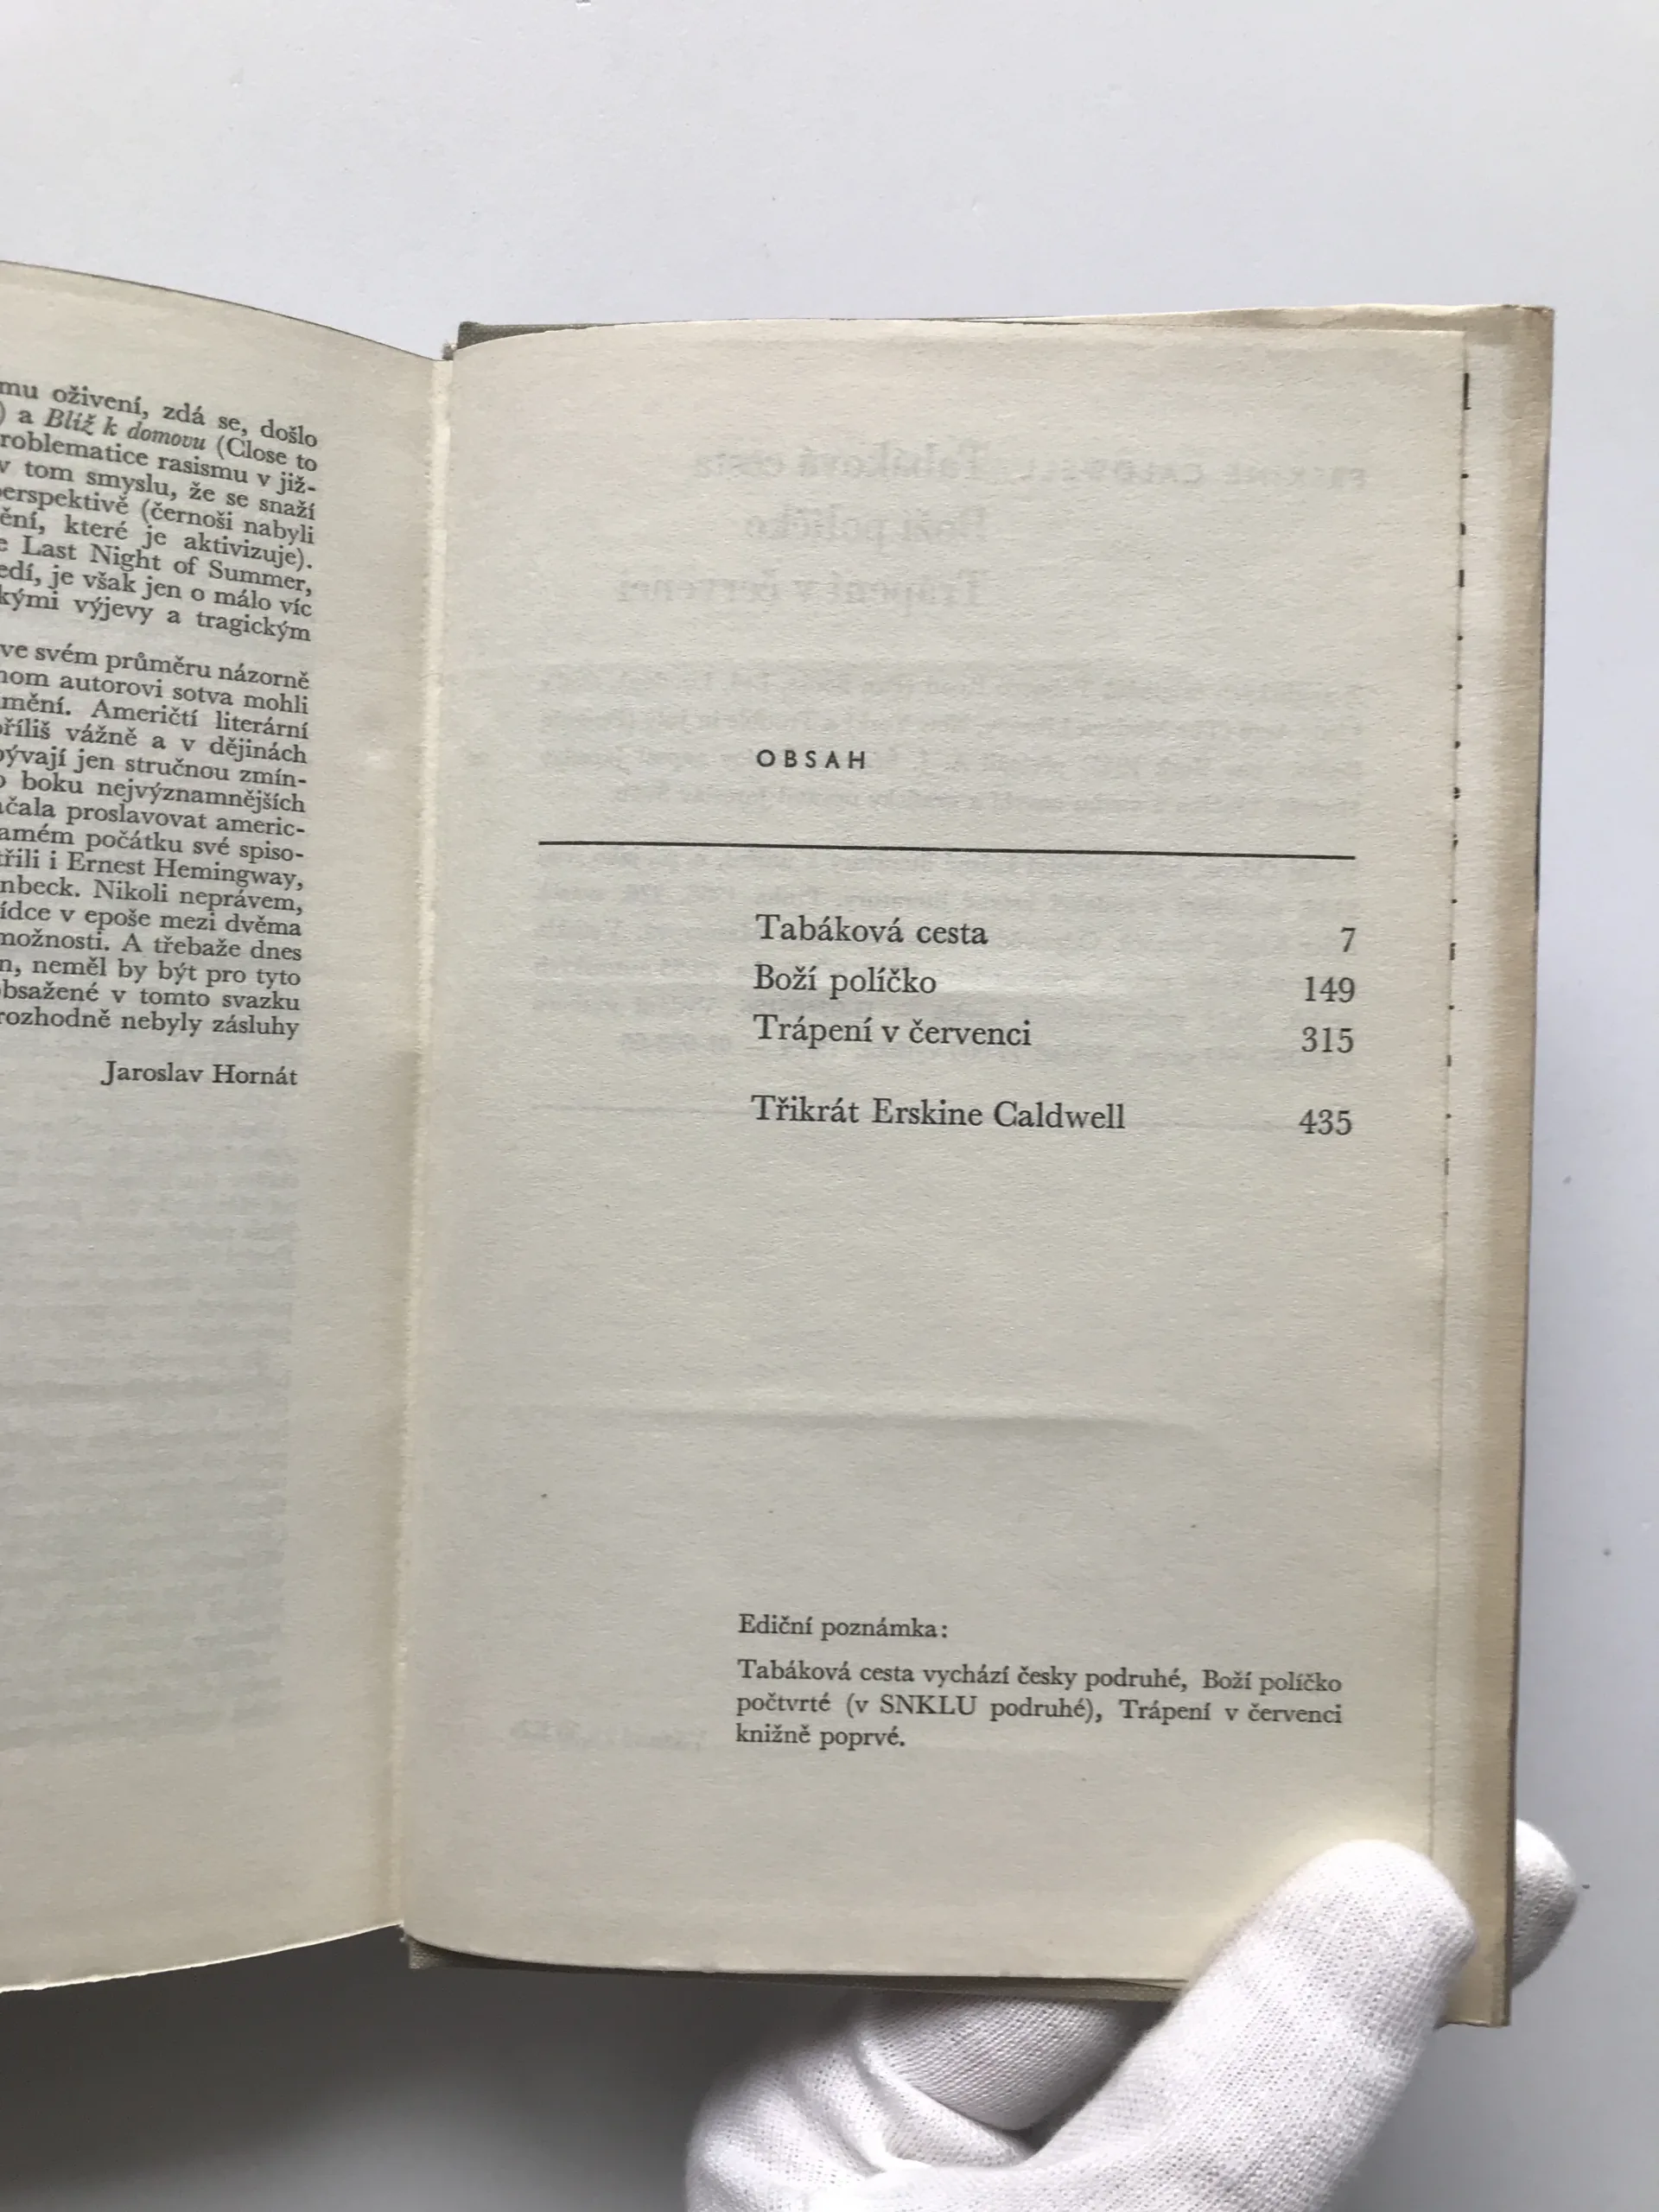 mu oživení, zdá se, došlo
) a Blíž k domovu (Close to
roblematice rasismu v již-
v tom smyslu, že se snaží
perspektivě (černoši nabyli
ění, které je aktivizuje).
e Last Night of Summer,
edí, je však jen o málo víc
kými výjevy a tragickým
ve svém průměru názorně
nom autorovi sotva mohli
mění. Američtí literární
příliš vážně a v dějinách
bývají jen stručnou zmín-
o boku nejvýznamnějších
ačala proslavovat americ-
amém počátku své spiso-
třili i Ernest Hemingway,
nbeck. Nikoli neprávem,
ídce v epoše mezi dvěma
možnosti. A třebaže dnes
n, neměl by být pro tyto
obsažené v tomto svazku
rozhodně nebyly zásluhy
Jaroslav Hornát
OBSAH
Tabáková cesta 7
Boží políčko 149
Trápení v červenci 315
Třikrát Erskine Caldwell 435
Ediční poznámka:
Tabáková cesta vychází česky podruhé, Boží políčko
počtvrté (v SNKLU podruhé), Trápení v červenci
knižně poprvé.